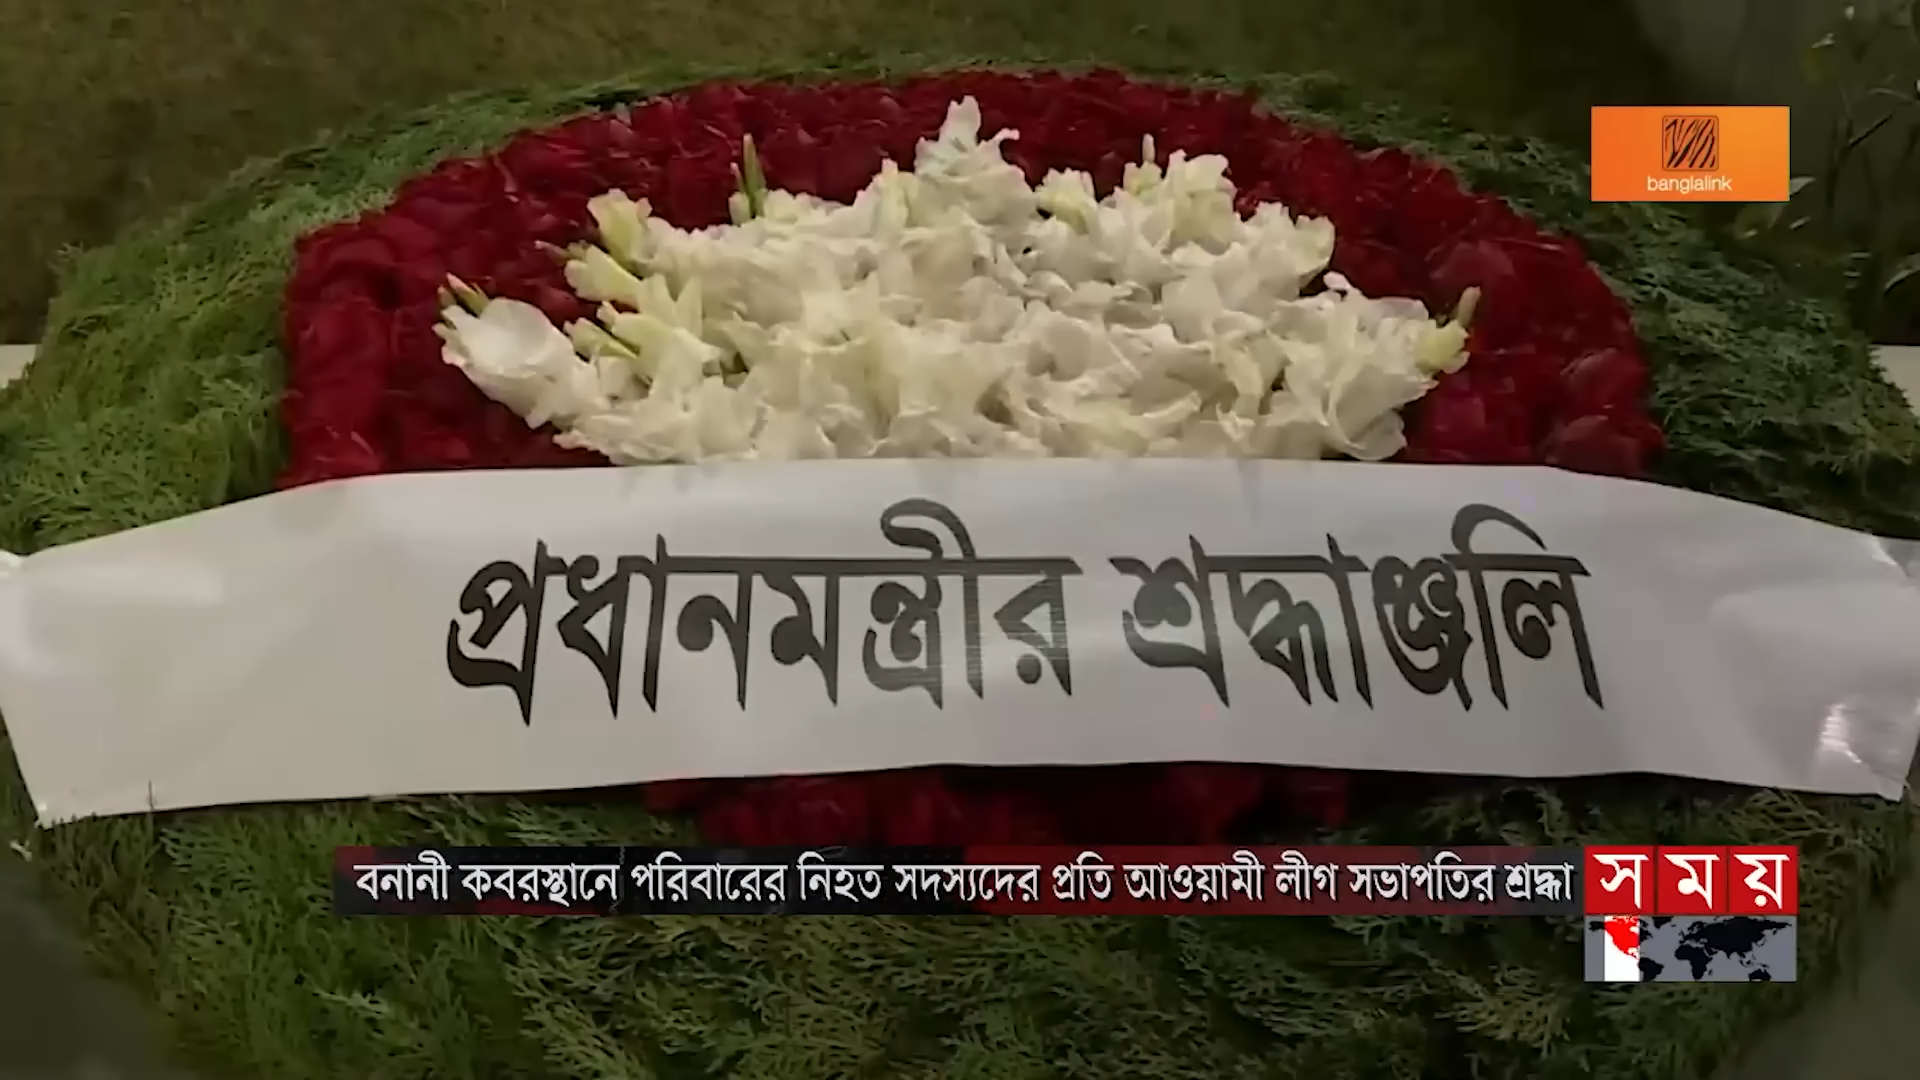 banglalink
প্রধানমন্ত্রীর শ্রদ্ধাঞ্জলি
বনানী কবরস্থানে পরিবারের নিহত সদস্যদের প্রতি আওয়ামী লীগ সভাপতির শ্রদ্ধা
সময়